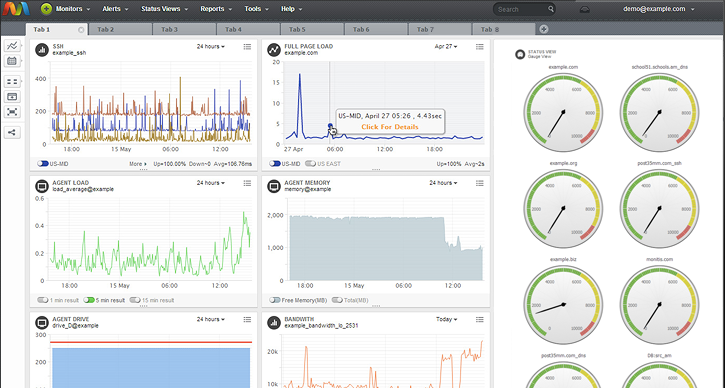 Monitors Alerts Status Views Reports Tools Help Search demo@example.com
Tab 1 Tab 2 Tab 3 Tab 4 Tab 5 Tab 6 Tab 7 Tab 8
SSH
example_ssh
24 hours
400
200
0
18:00 15 May 06:00 12:00
US-MID More Up=100.00% Down=0 Avg=106.76ms
FULL PAGE LOAD
example.com
Apr 27
20
15
10
5
0
US-MID, April 27 05:26 , 4.43sec
Click For Details
27 Apr 06:00 12:00 18:00
US-MID US EAST Up=100% Avg=2s
AGENT LOAD
load_average@example
24 hours
0.6
0.4
0.2
0
18:00 15 May 06:00 12:00
1 min result 5 min result 15 min result
AGENT MEMORY
memory@example
24 hours
2,000
1,000
0
18:00 15 May 06:00 12:00
Free Memory(MB) Total(MB)
AGENT DRIVE
drive_D@example
24 hours
300
200
BANDWITH
example_bandwidth_lo_2531
Today
20k
10k
STATUS VIEW
Gauge View
example.com
school51.schools.am_dns
example.org
post35mm.com_ssh
example.biz
monitis.com
post35mm.com_dns